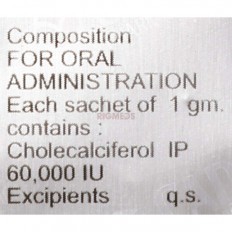 Composition
FOR ORAL
ADMINISTRATION
Each sachet of 1 gm.
contains :
Cholecalciferol IP
60,000 IU
Excipients q.s.